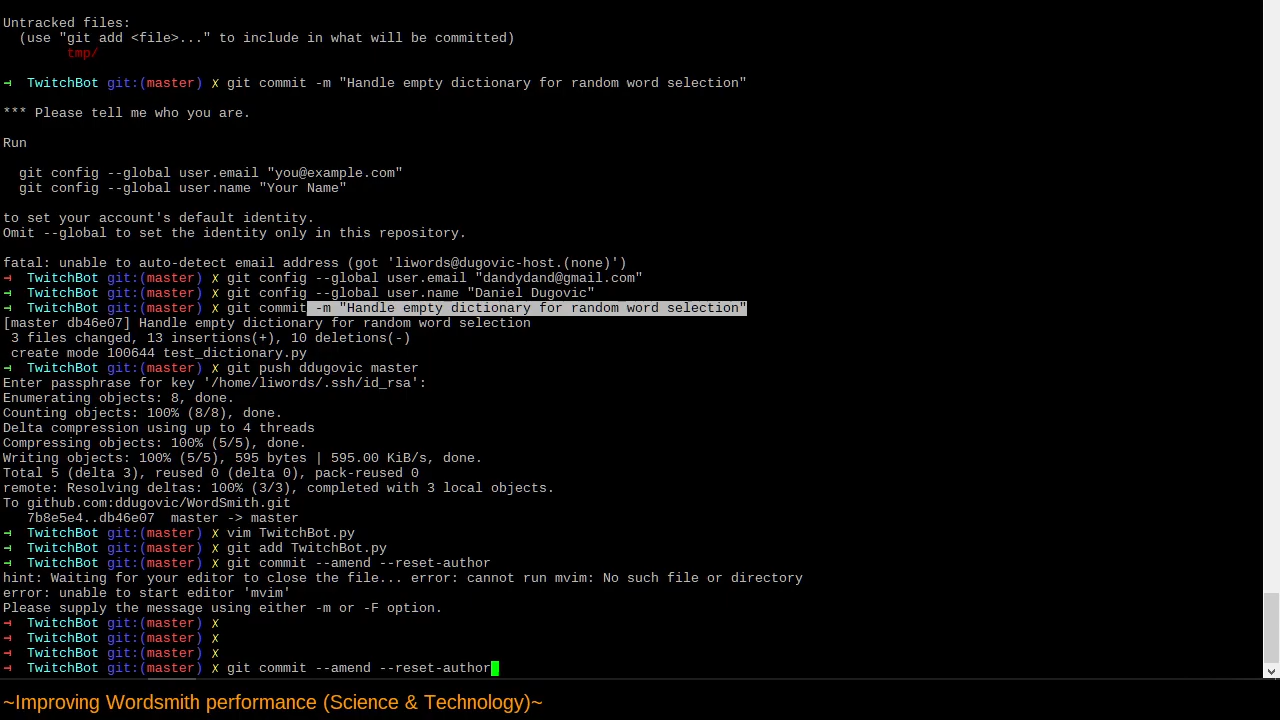 Untracked files:
  (use "git add <file>..." to include in what will be committed)
        tmp/
⊣  TwitchBot git:(master) ✗ git commit -m "Handle empty dictionary for random word selection"
*** Please tell me who you are.
Run
  git config --global user.email "you@example.com"
  git config --global user.name "Your Name"
to set your account's default identity.
Omit --global to set the identity only in this repository.
fatal: unable to auto-detect email address (got 'liwords@dugovic-host.(none)')
⊣  TwitchBot git:(master) ✗ git config --global user.email "dandydand@gmail.com"
⊣  TwitchBot git:(master) ✗ git config --global user.name "Daniel Dugovic"
⊣  TwitchBot git:(master) ✗ git commit -m "Handle empty dictionary for random word selection"
[master db46e07] Handle empty dictionary for random word selection
 3 files changed, 13 insertions(+), 10 deletions(-)
 create mode 100644 test_dictionary.py
⊣  TwitchBot git:(master) ✗ git push ddugovic master
Enter passphrase for key '/home/liwords/.ssh/id_rsa':
Enumerating objects: 8, done.
Counting objects: 100% (8/8), done.
Delta compression using up to 4 threads
Compressing objects: 100% (5/5), done.
Writing objects: 100% (5/5), 595 bytes | 595.00 KiB/s, done.
Total 5 (delta 3), reused 0 (delta 0), pack-reused 0
remote: Resolving deltas: 100% (3/3), completed with 3 local objects.
To github.com:ddugovic/WordSmith.git
   7b8e5e4..db46e07  master -> master
⊣  TwitchBot git:(master) ✗ vim TwitchBot.py
⊣  TwitchBot git:(master) ✗ git add TwitchBot.py
⊣  TwitchBot git:(master) ✗ git commit --amend --reset-author
hint: Waiting for your editor to close the file... error: cannot run mvim: No such file or directory
error: unable to start editor 'mvim'
Please supply the message using either -m or -F option.
⊣  TwitchBot git:(master) ✗
⊣  TwitchBot git:(master) ✗
⊣  TwitchBot git:(master) ✗
⊣  TwitchBot git:(master) ✗ git commit --amend --reset-author
~Improving Wordsmith performance (Science & Technology)~